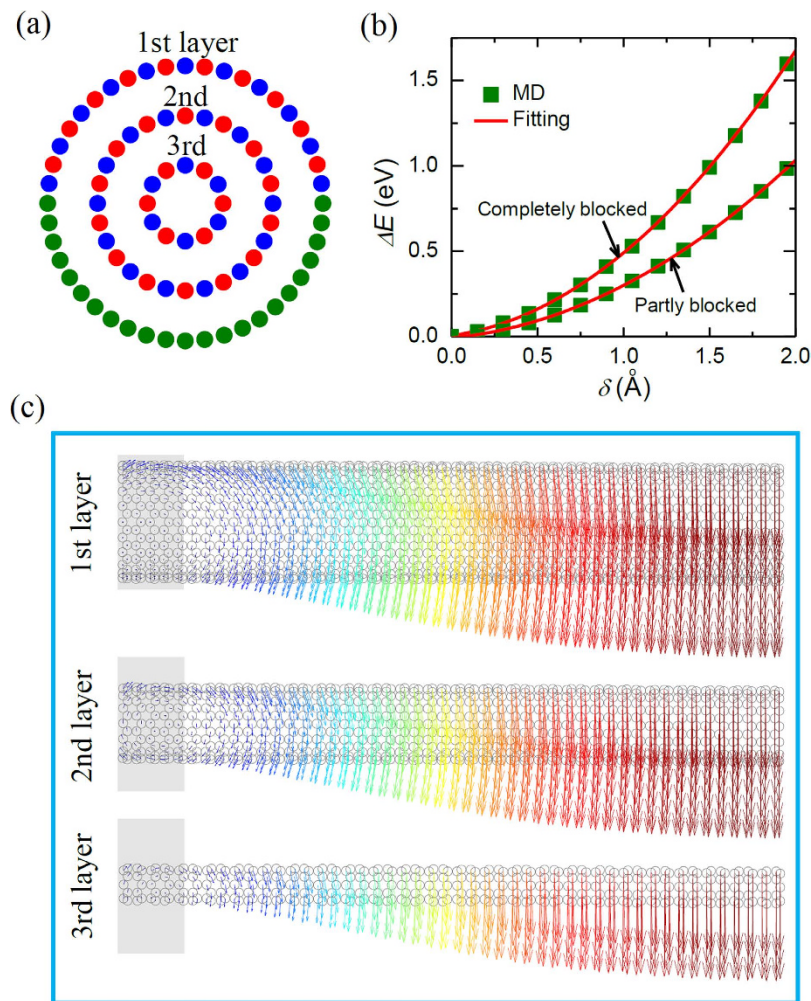 (a)
1st layer
2nd
3rd
(b)
ΔE (eV)
1.5
1.0
0.5
0.0
MD
Fitting
Completely blocked
Partly blocked
0.0 0.5 1.0 1.5 2.0
δ (Å)
(c)
1st layer
2nd layer
3rd layer